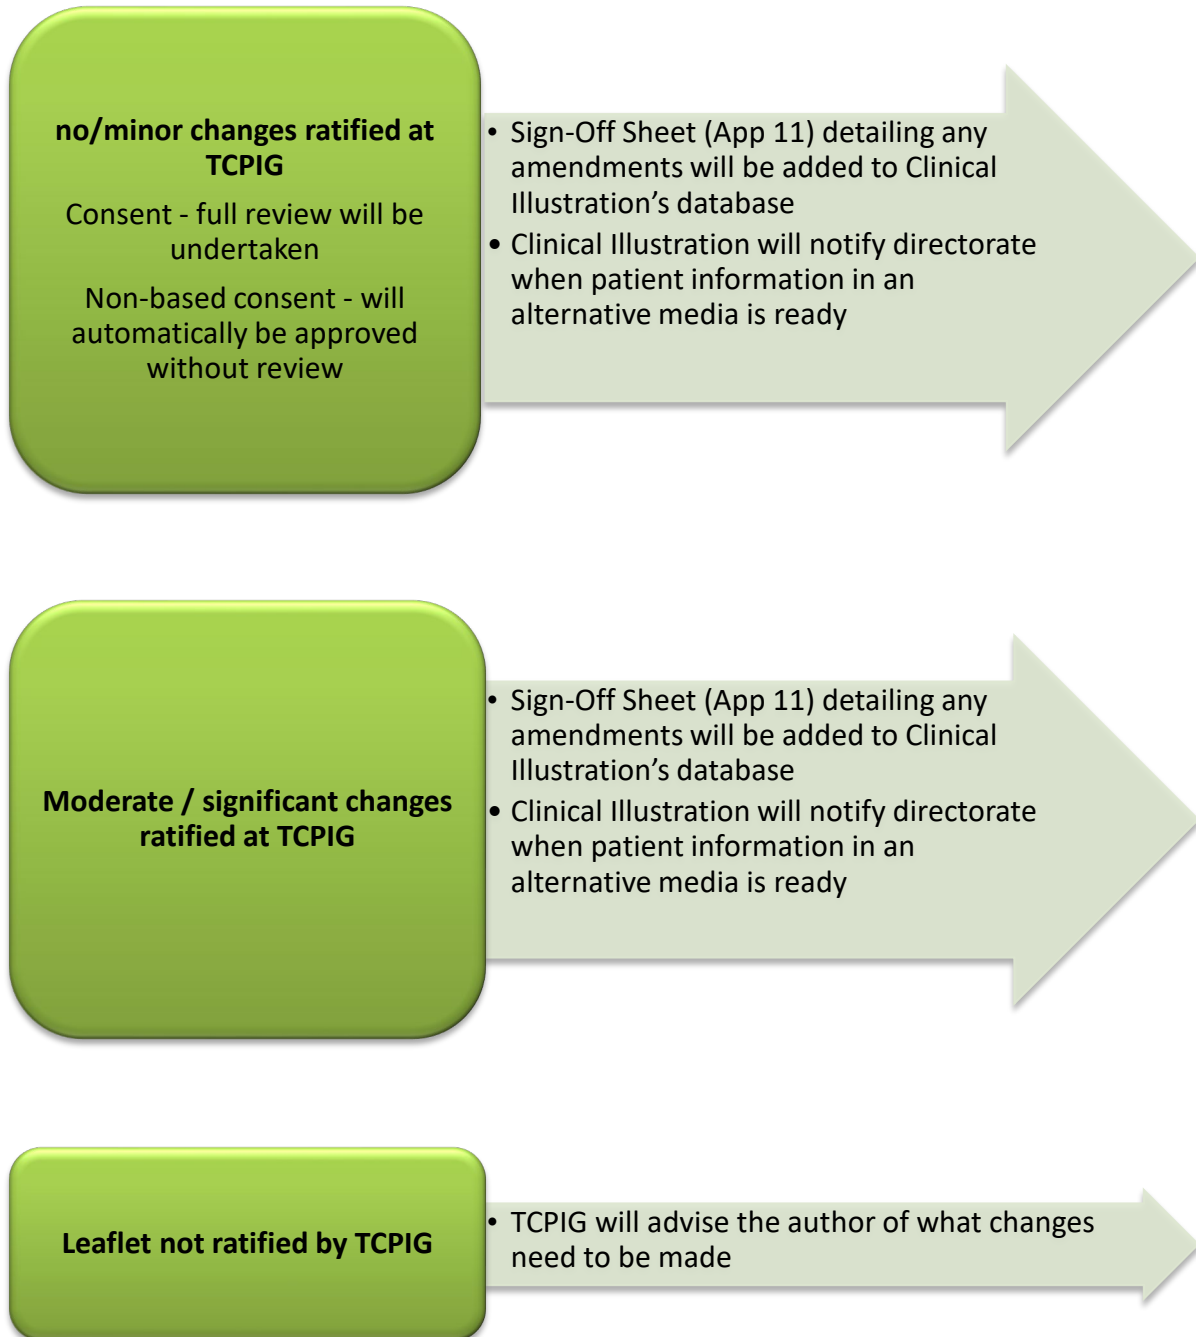 no/minor changes ratified at
TCPIG
Consent - full review will be
undertaken
Non-based consent - will
automatically be approved
without review
• Sign-Off Sheet (App 11) detailing any
amendments will be added to Clinical
Illustration’s database
• Clinical Illustration will notify directorate
when patient information in an
alternative media is ready
Moderate / significant changes
ratified at TCPIG
• Sign-Off Sheet (App 11) detailing any
amendments will be added to Clinical
Illustration’s database
• Clinical Illustration will notify directorate
when patient information in an
alternative media is ready
Leaflet not ratified by TCPIG
• TCPIG will advise the author of what changes
need to be made